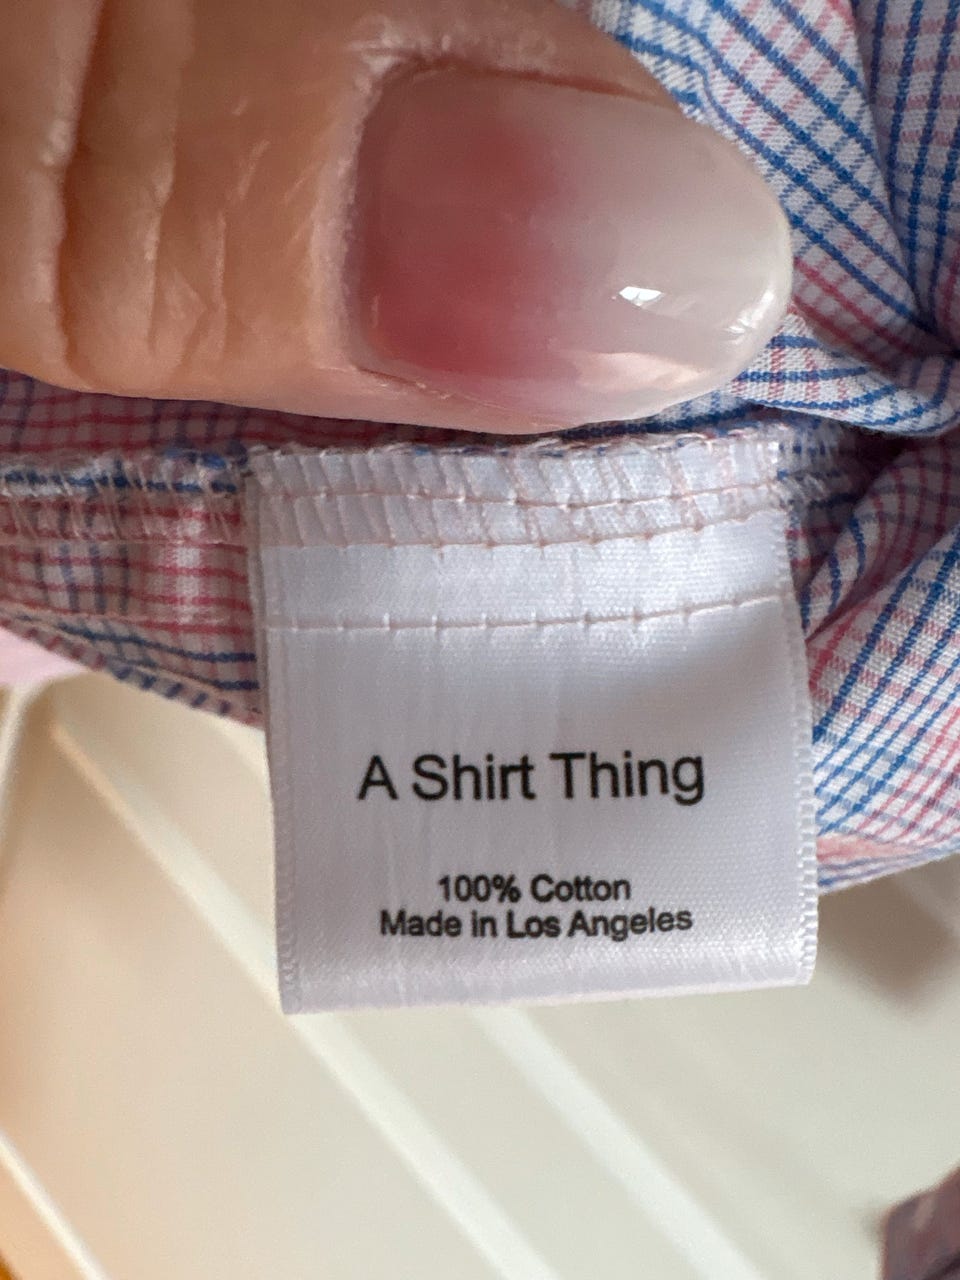 A Shirt Thing
100% Cotton
Made in Los Angeles